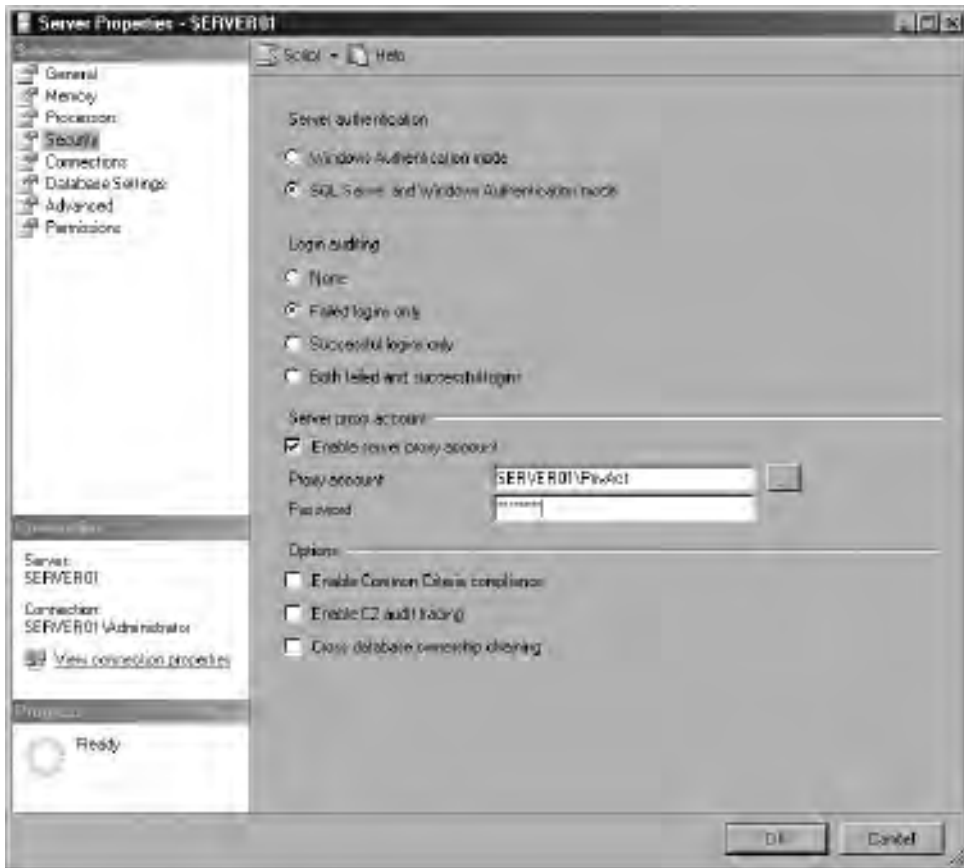 Server Properties - SERVER01
Script Help
General
Memory
Processors
Security
Connections
Database Settings
Advanced
Permissions
Server authentication
Windows Authentication mode
SQL Server and Windows Authentication mode
Login auditing
None
Failed logins only
Successful logins only
Both failed and successful logins
Server proxy account
Enable server proxy account
Proxy account
SERVER01\
...
Password
********
Options
Enable Common Criteria compliance
Enable C2 audit tracing
Cross database ownership chaining
Connection
Server:
SERVER01
Connection:
SERVER01\Administrator
View connection properties
Progress
Ready
OK
Cancel